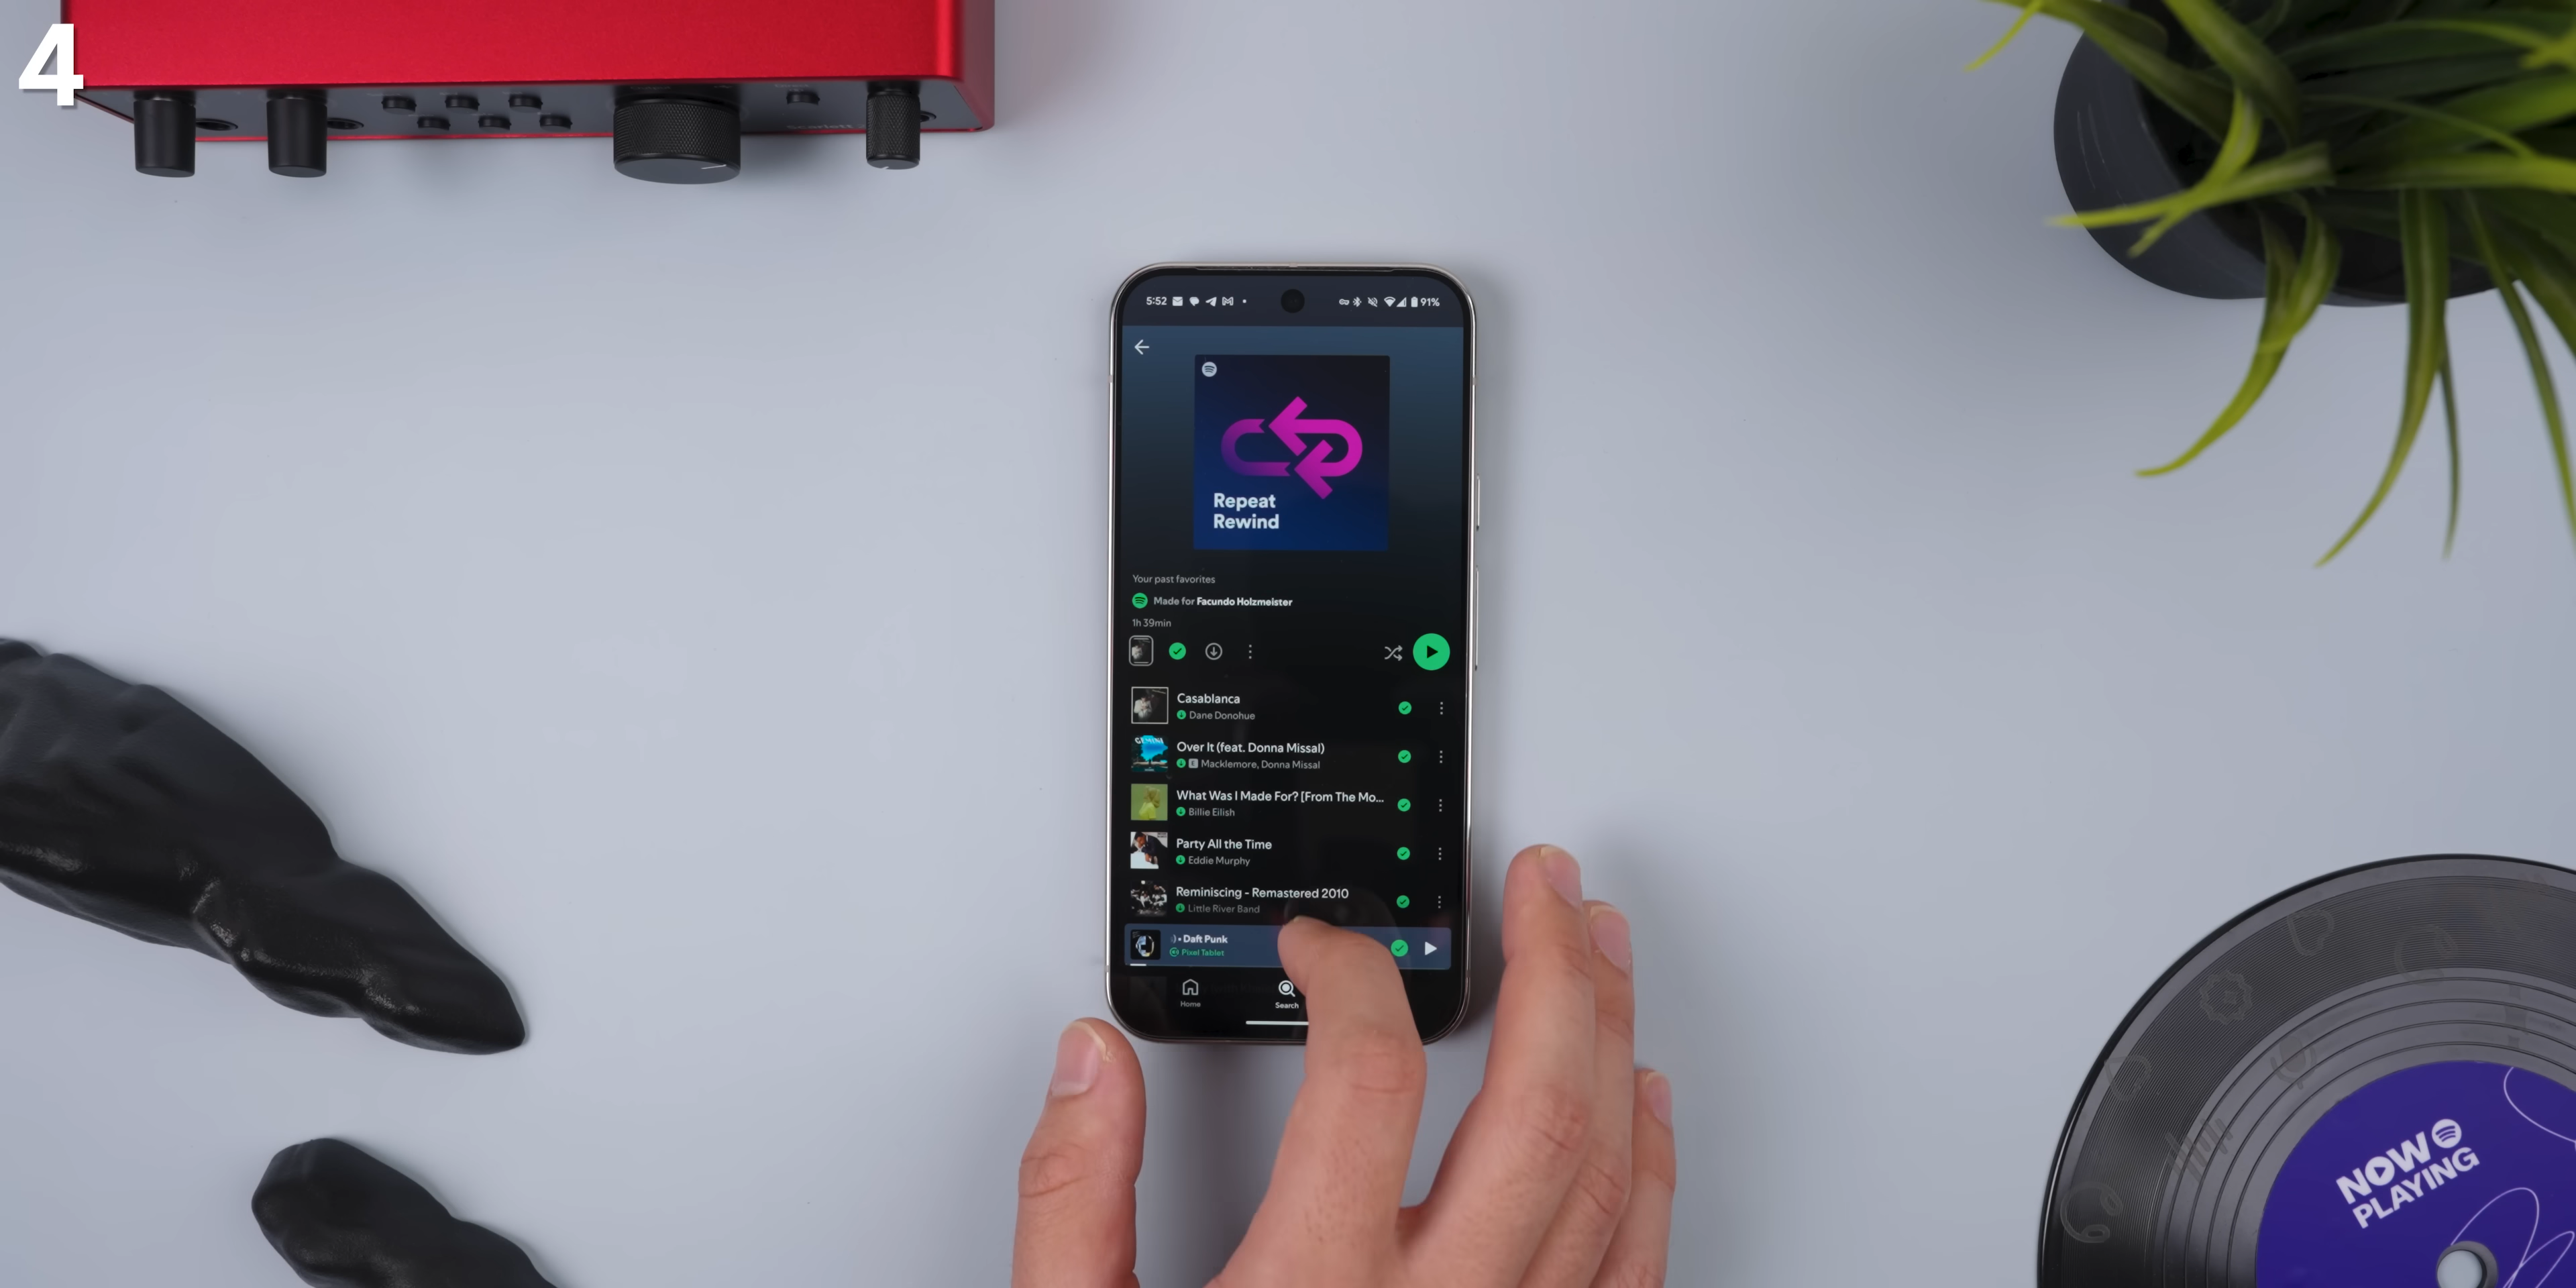 4
5:52
91%
Repeat
Rewind
Your past favorites
Made for Facundo Holzmeister
1h 39min
Casablanca
Dane Donohue
GEMINI
Over It (feat. Donna Missal)
E Macklemore, Donna Missal
What Was I Made For? [From The Mo...
Billie Eilish
Party All the Time
Eddie Murphy
Reminiscing - Remastered 2010
Little River Band
) • Daft Punk
Pixel Tablet
Home
Search
NOW
PLAYING